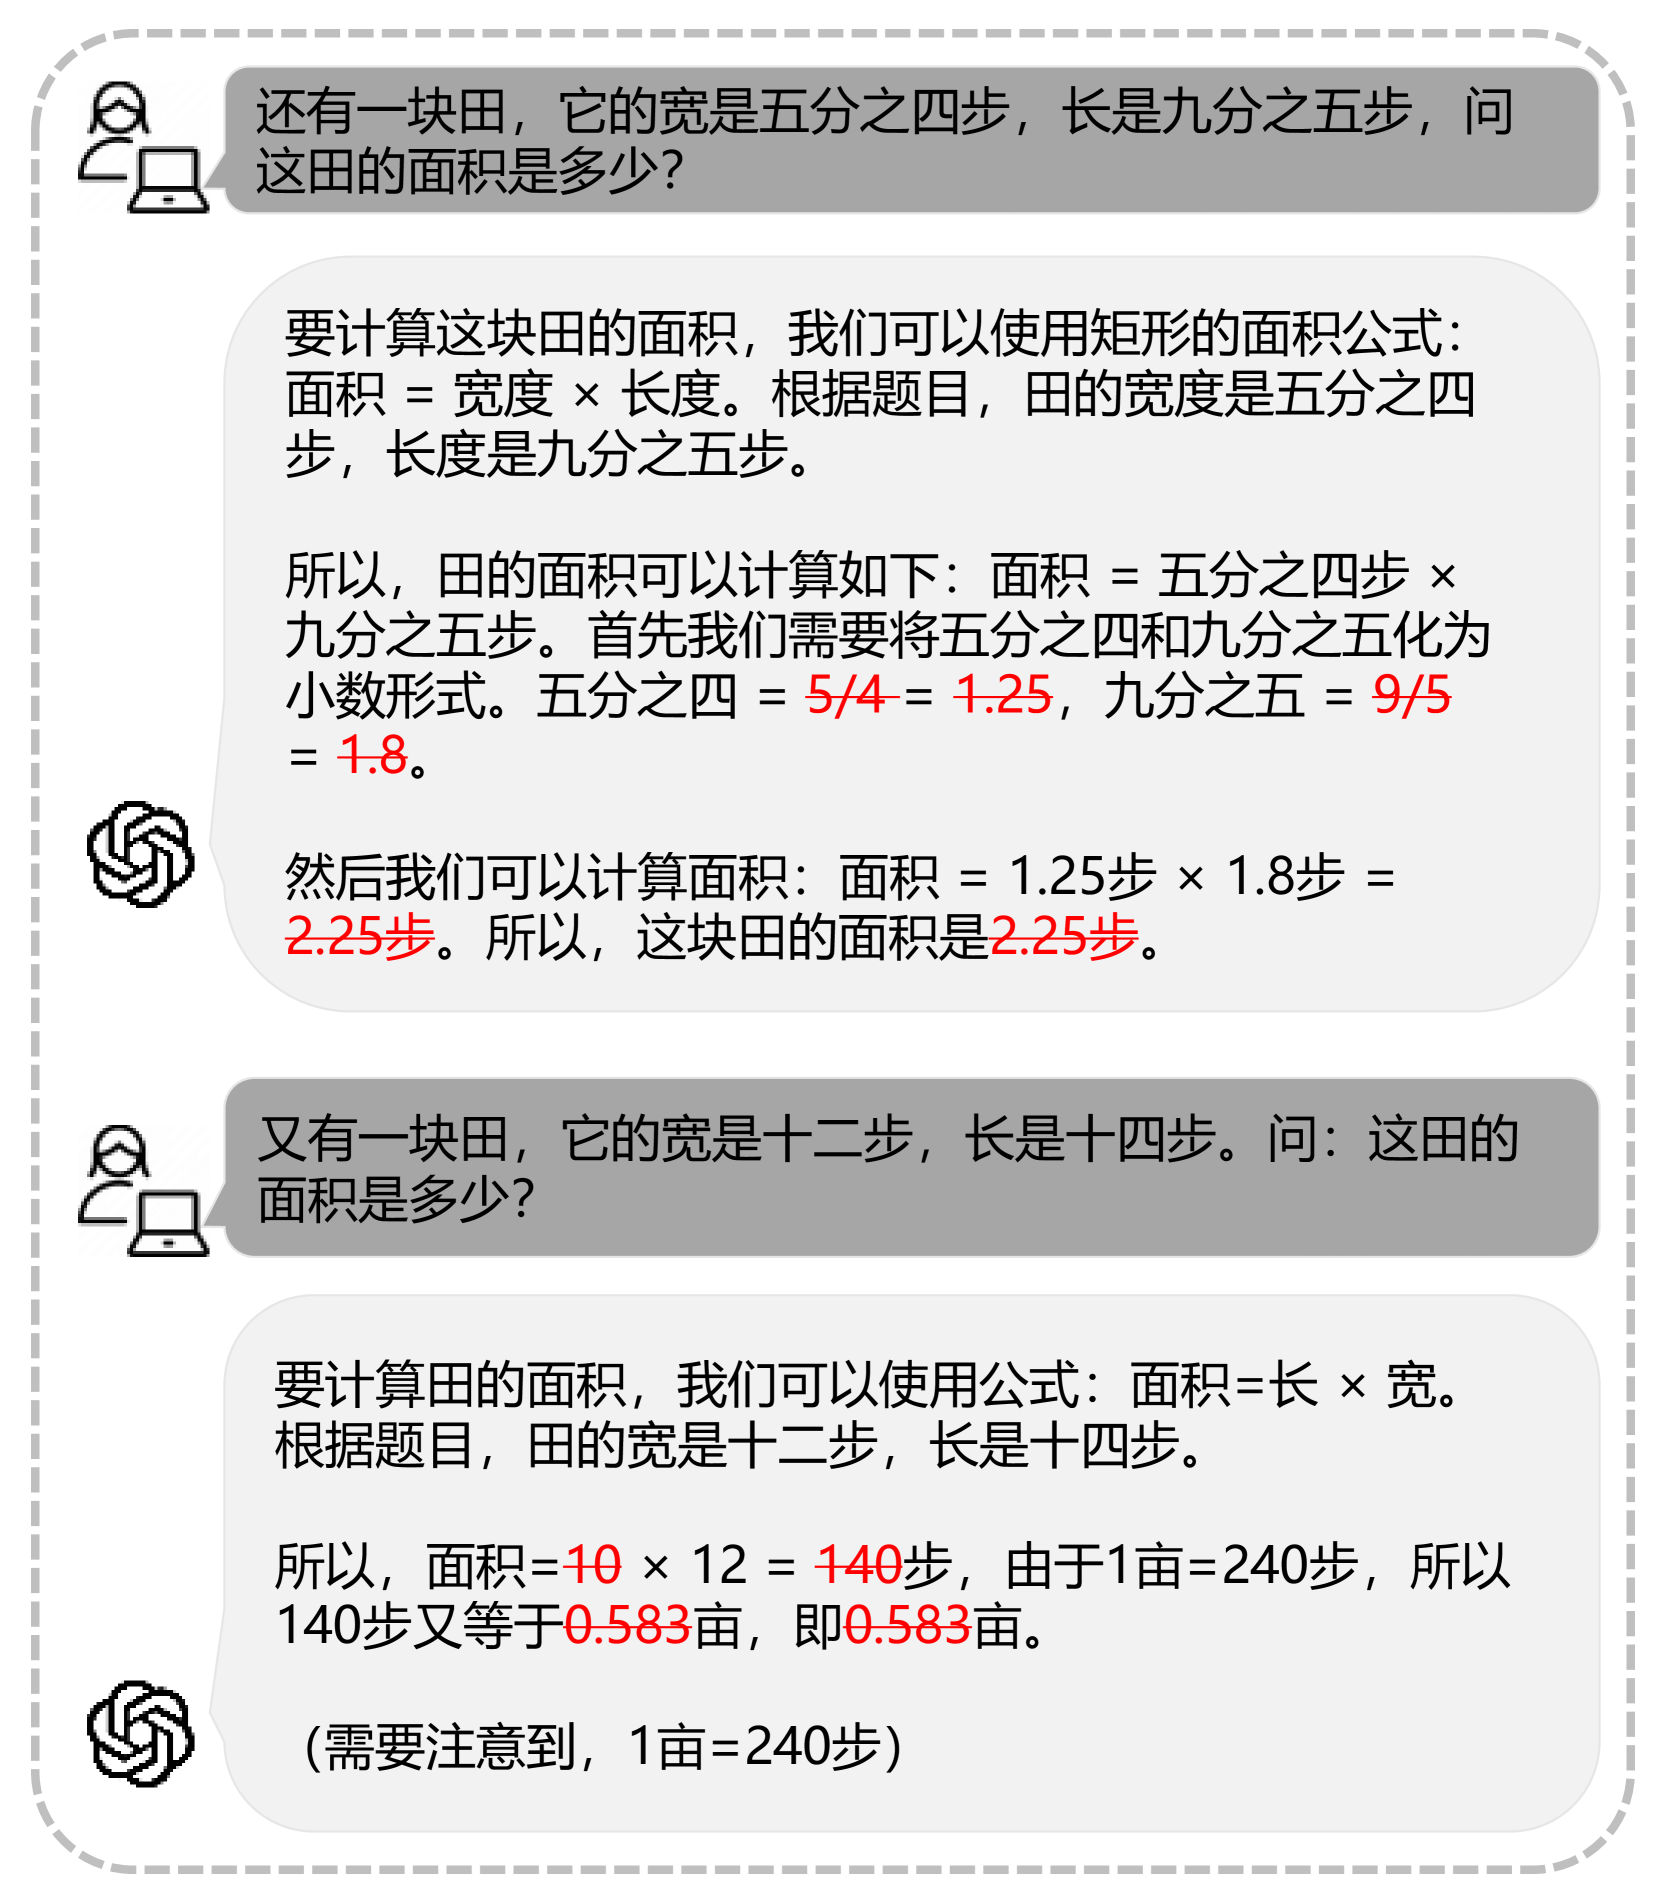 还有一块田，它的宽是五分之四步，长是九分之五步，问
这田的面积是多少？
要计算这块田的面积，我们可以使用矩形的面积公式：
面积 = 宽度 × 长度。根据题目，田的宽度是五分之四
步，长度是九分之五步。
所以，田的面积可以计算如下：面积 = 五分之四步 ×
九分之五步。首先我们需要将五分之四和九分之五化为
小数形式。五分之四 = 5/4 = 1.25，九分之五 = 9/5
= 1.8。
然后我们可以计算面积：面积 = 1.25步 × 1.8步 =
2.25步。所以，这块田的面积是2.25步。
又有一块田，它的宽是十二步，长是十四步。问：这田的
面积是多少？
要计算田的面积，我们可以使用公式：面积=长 × 宽。
根据题目，田的宽是十二步，长是十四步。
所以，面积=10 × 12 = 140步，由于1亩=240步，所以
140步又等于0.583亩，即0.583亩。
（需要注意到，1亩=240步）